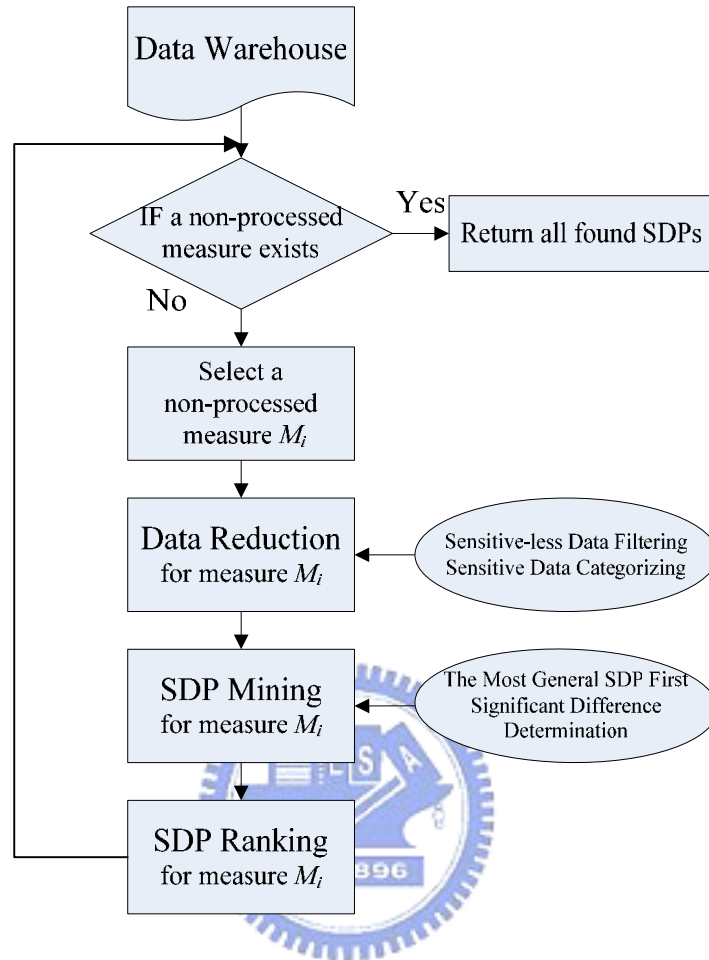 Data Warehouse
IF a non-processed
measure exists
Yes
Return all found SDPs
No
Select a
non-processed
measure Mi
Data Reduction
for measure Mi
Sensitive-less Data Filtering
Sensitive Data Categorizing
SDP Mining
for measure Mi
The Most General SDP First
Significant Difference
Determination
SDP Ranking
for measure Mi
E S A
896